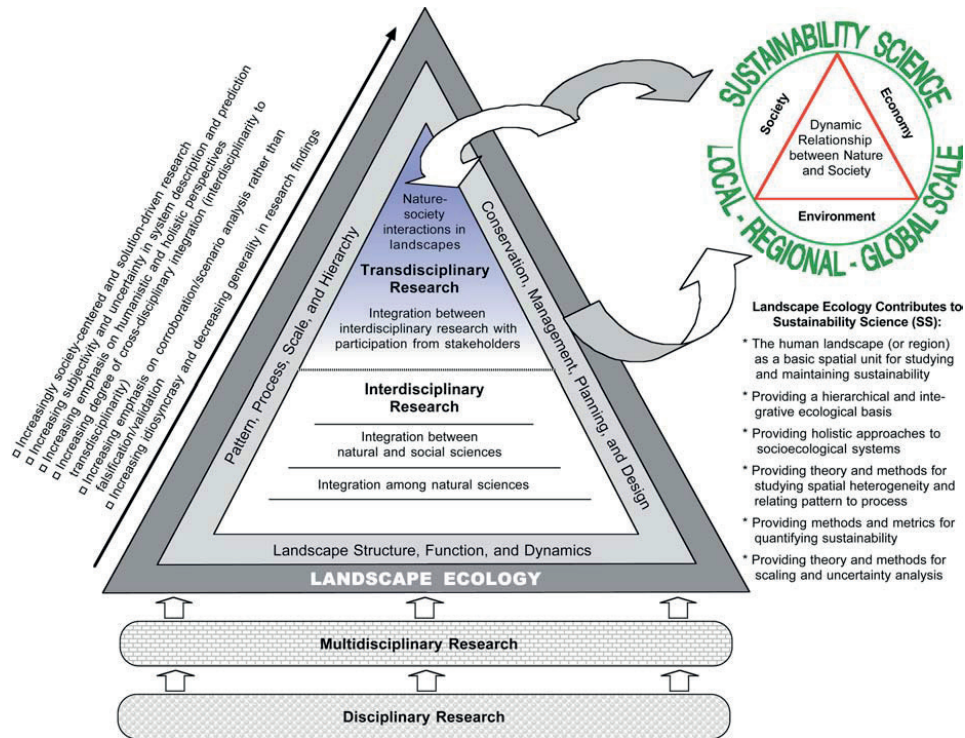 □ Increasingly society-centered and solution-driven research
□ Increasing subjectivity and uncertainty in system description and prediction
□ Increasing emphasis on humanistic and holistic perspectives
□ Increasing degree of cross-disciplinary integration (interdisciplinarity to
transdisciplinarity)
□ Increasing emphasis on corroboration/scenario analysis rather than
falsification/validation
□ Increasing idiosyncrasy and decreasing generality in research findings
Pattern, Process, Scale, and Hierarchy
Conservation, Management, Planning, and Design
Nature-
society
interactions in
landscapes
Transdisciplinary
Research
Integration between
interdisciplinary research with
participation from stakeholders
Interdisciplinary
Research
Integration between
natural and social sciences
Integration among natural sciences
Landscape Structure, Function, and Dynamics
LANDSCAPE ECOLOGY
Multidisciplinary Research
Disciplinary Research
SUSTAINABILITY SCIENCE
LOCAL - REGIONAL - GLOBAL SCALE
Society
Economy
Dynamic
Relationship
between Nature
and Society
Environment
Landscape Ecology Contributes to
Sustainability Science (SS):
* The human landscape (or region)
as a basic spatial unit for studying
and maintaining sustainability
* Providing a hierarchical and inte-
grative ecological basis
* Providing holistic approaches to
socioecological systems
* Providing theory and methods for
studying spatial heterogeneity and
relating pattern to process
* Providing methods and metrics for
quantifying sustainability
* Providing theory and methods for
scaling and uncertainty analysis